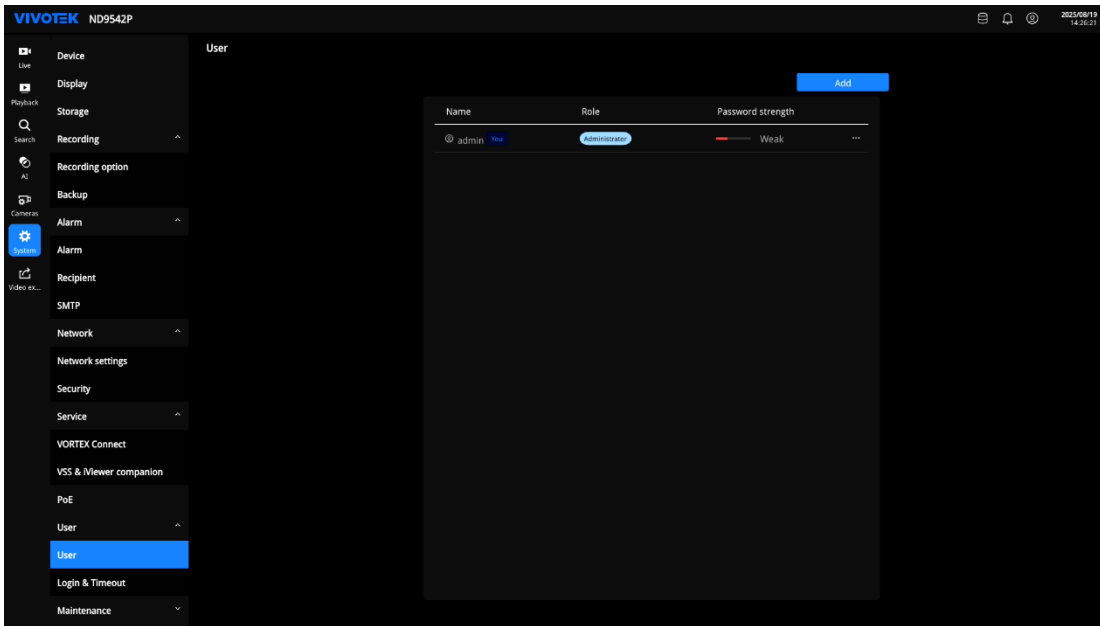 VIVOTEK ND9542P
2025/08/19
14:26:21
Live
Playback
Search
AI
Cameras
System
Video ex...
Device
Display
Storage
Recording
Recording option
Backup
Alarm
Alarm
Recipient
SMTP
Network
Network settings
Security
Service
VORTEX Connect
VSS & iViewer companion
PoE
User
User
Login & Timeout
Maintenance
User
Add
Name Role Password strength
admin You Administrator Weak ...